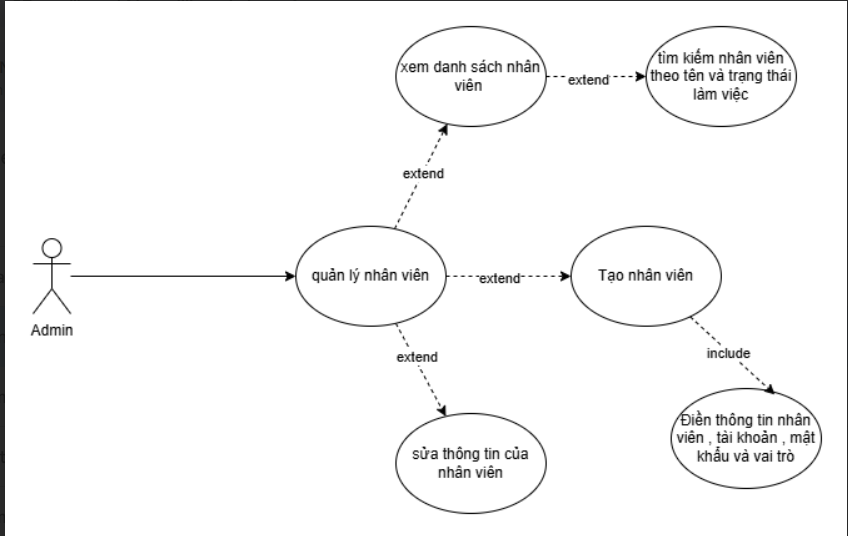 xem danh sách nhân
viên
extend
tìm kiếm nhân viên
theo tên và trạng thái
làm việc
extend
Admin
quản lý nhân viên
extend
Tạo nhân viên
extend
include
sửa thông tin của
nhân viên
Điền thông tin nhân
viên , tài khoản , mật
khẩu và vai trò